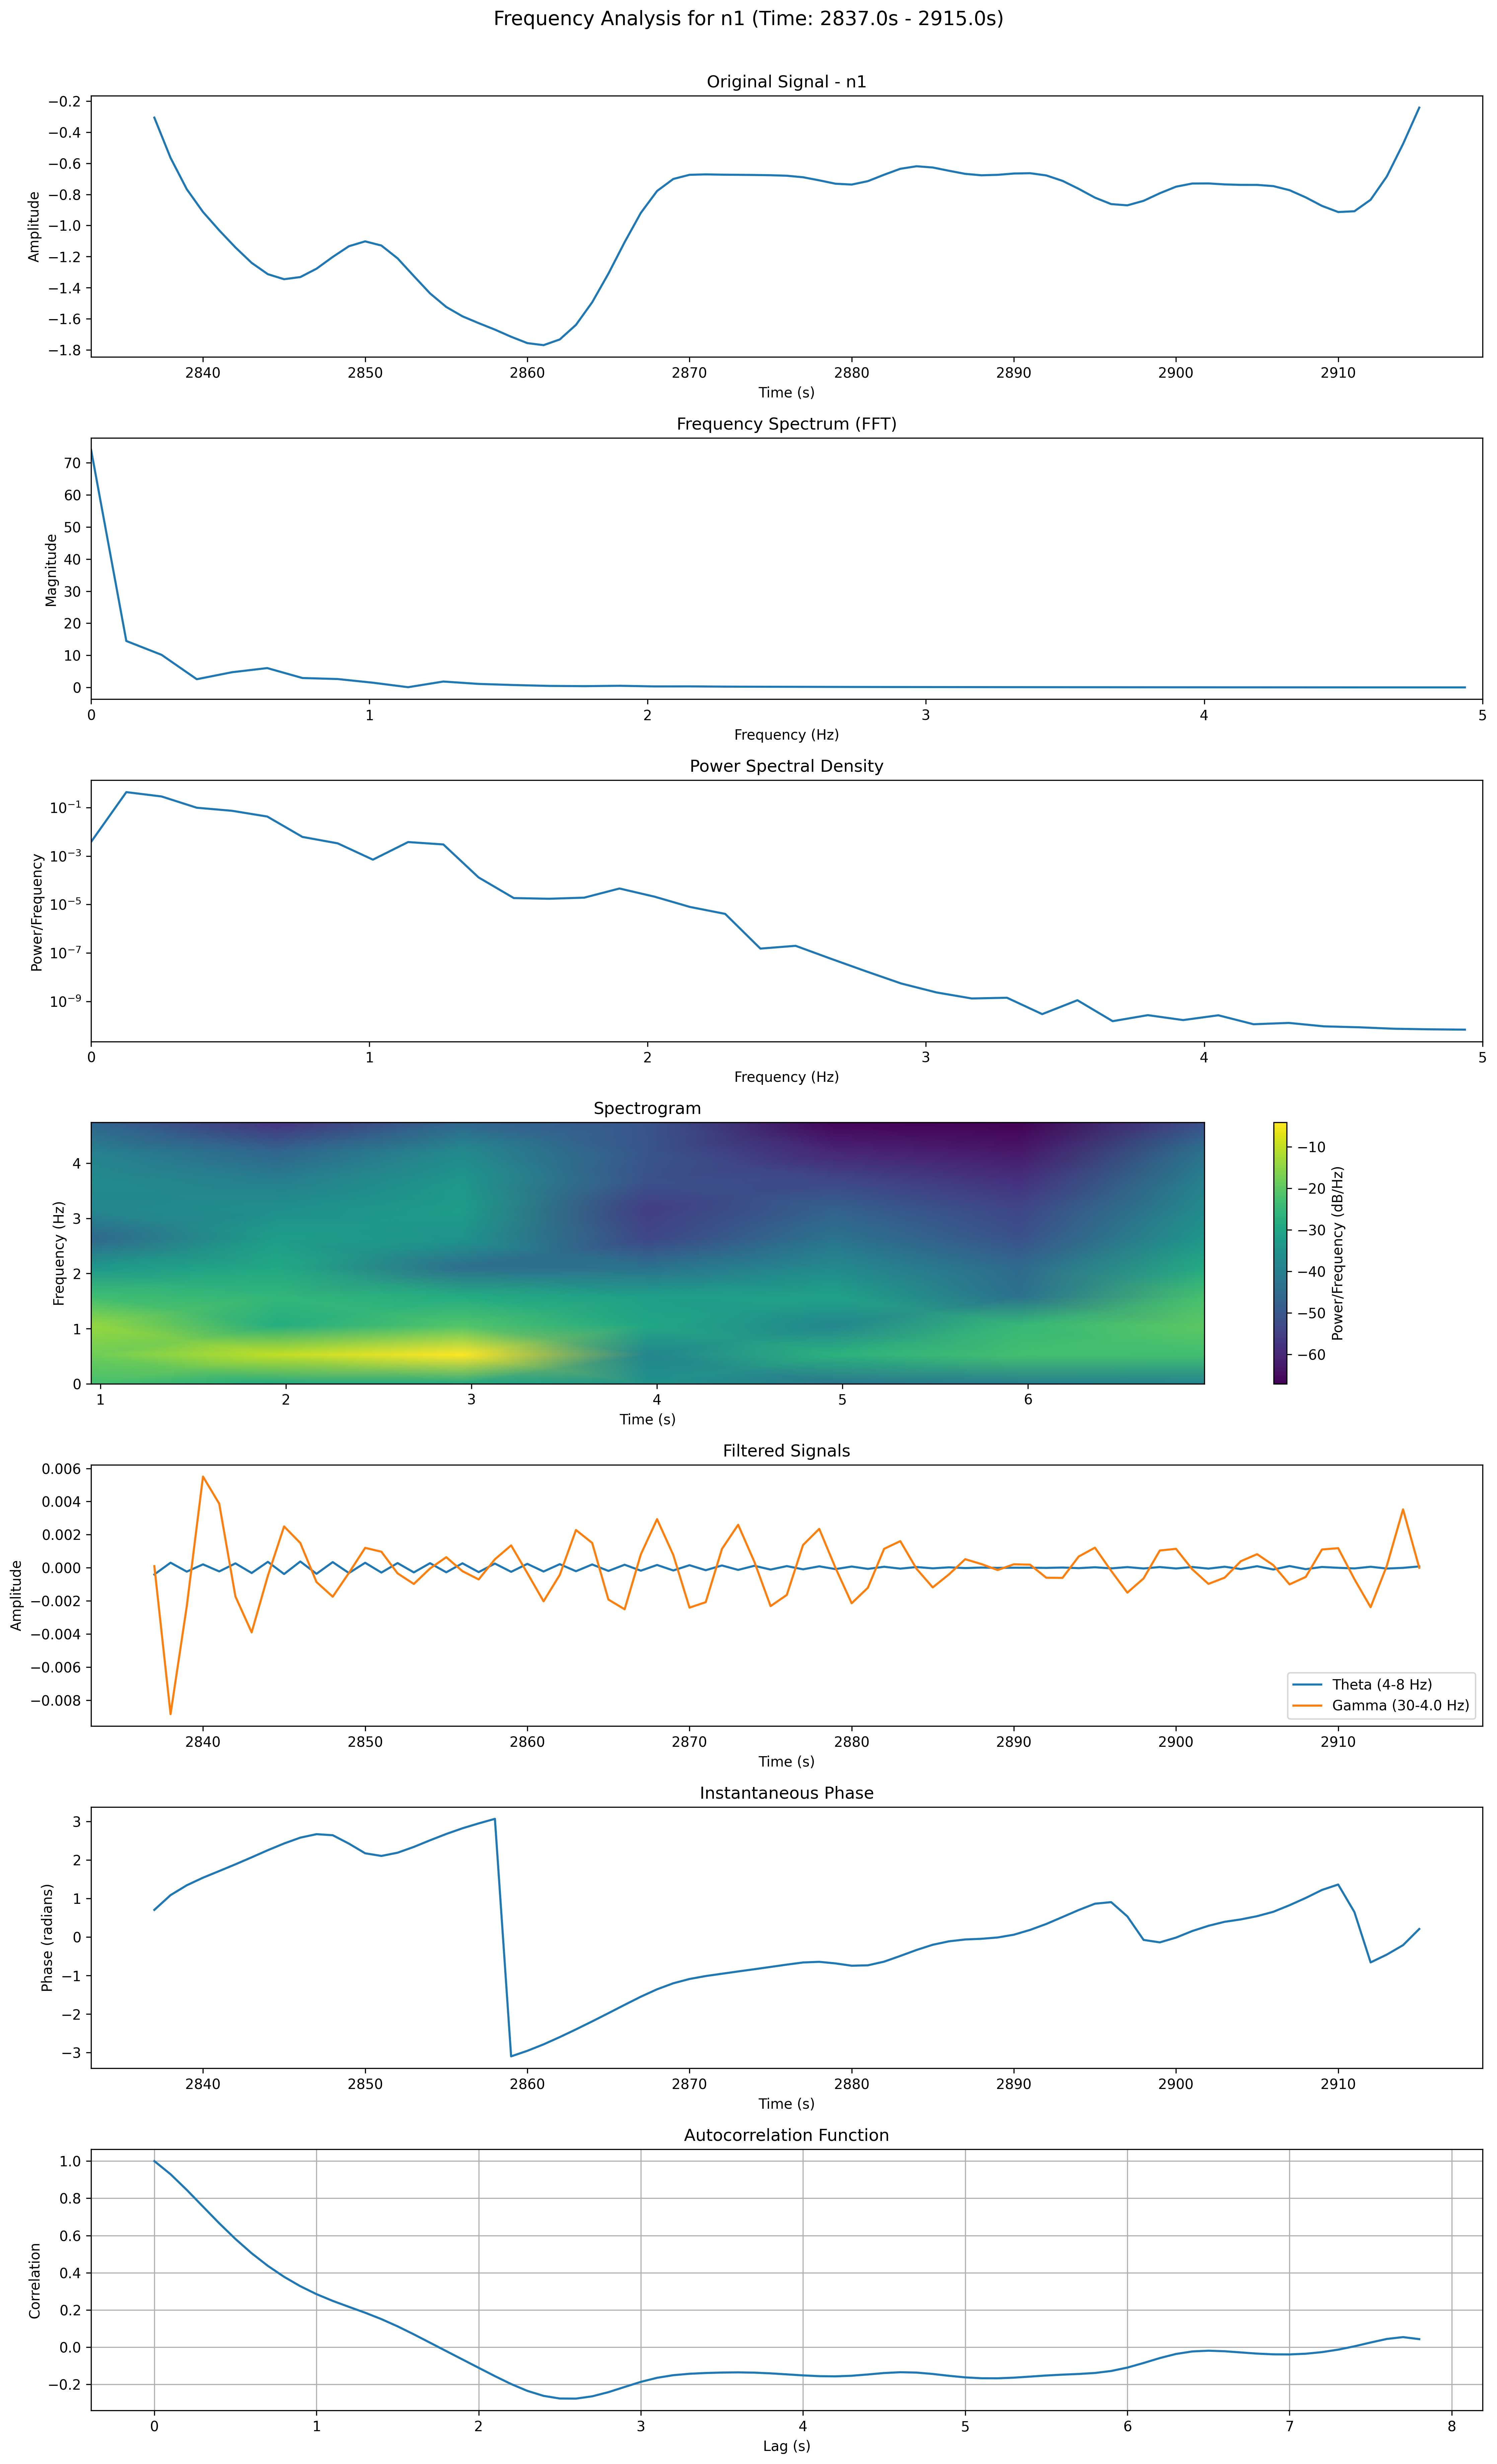 Frequency Analysis for n1 (Time: 2837.0s - 2915.0s)
Original Signal - n1
−0.2
−0.4
−0.6
−0.8
−1.0
−1.2
−1.4
−1.6
−1.8
Amplitude
2840 2850 2860 2870 2880 2890 2900 2910
Time (s)
Frequency Spectrum (FFT)
70
60
50
40
30
20
10
0
Magnitude
0 1 2 3 4 5
Frequency (Hz)
Power Spectral Density
10⁻¹
10⁻³
10⁻⁵
10⁻⁷
10⁻⁹
Power/Frequency
0 1 2 3 4 5
Frequency (Hz)
Spectrogram
4
3
2
1
0
Frequency (Hz)
1 2 3 4 5 6
Time (s)
−10
−20
−30
−40
−50
−60
Power/Frequency (dB/Hz)
Filtered Signals
0.006
0.004
0.002
0.000
−0.002
−0.004
−0.006
−0.008
Amplitude
Theta (4-8 Hz)
Gamma (30-4.0 Hz)
2840 2850 2860 2870 2880 2890 2900 2910
Time (s)
Instantaneous Phase
3
2
1
0
−1
−2
−3
Phase (radians)
2840 2850 2860 2870 2880 2890 2900 2910
Time (s)
Autocorrelation Function
1.0
0.8
0.6
0.4
0.2
0.0
−0.2
Correlation
0 1 2 3 4 5 6 7 8
Lag (s)